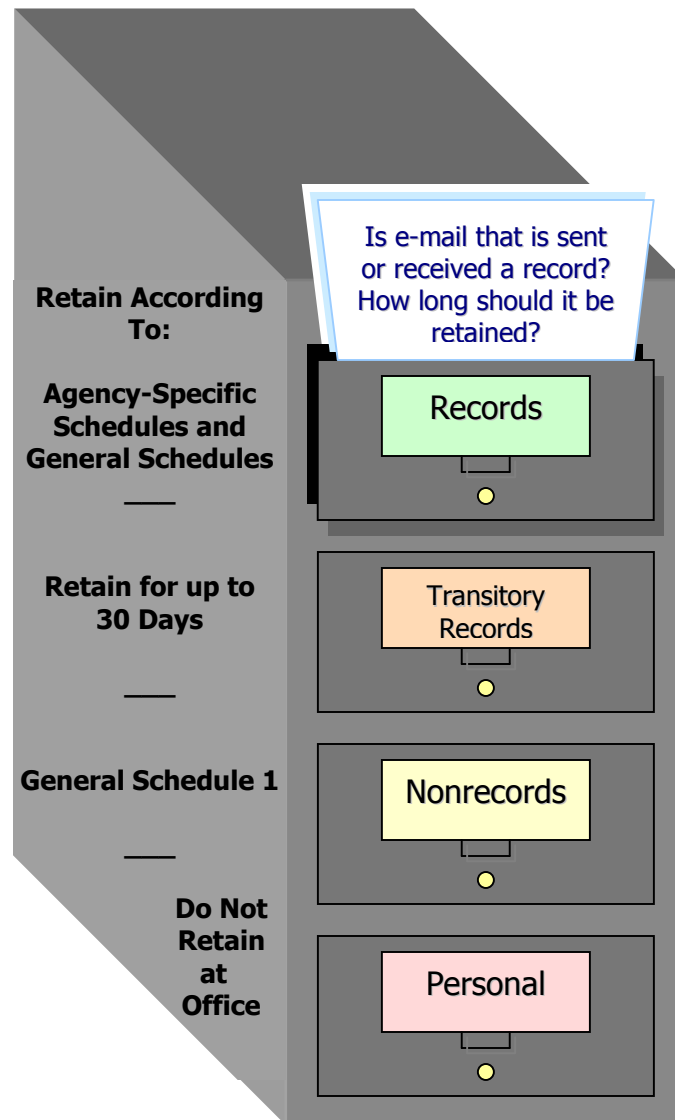 Is e-mail that is sent
or received a record?
How long should it be
retained?
Retain According
To:
Agency-Specific
Schedules and
General Schedules
Records
Retain for up to
30 Days
Transitory
Records
General Schedule 1
Nonrecords
Do Not
Retain
at
Office
Personal